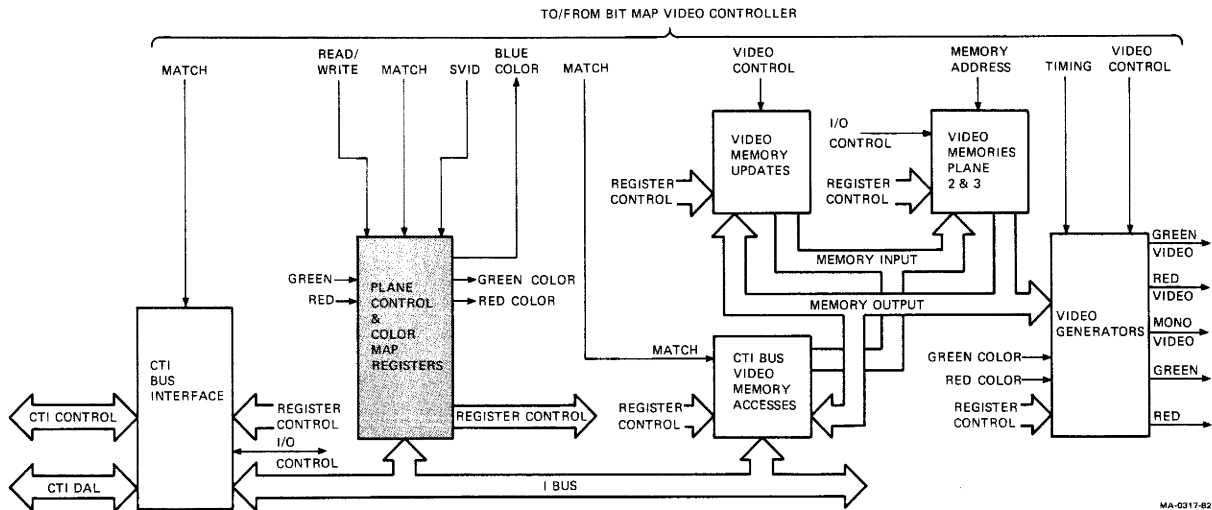 TO/FROM BIT MAP VIDEO CONTROLLER
MATCH
READ/
WRITE
MATCH
SVID
BLUE
COLOR
MATCH
VIDEO
CONTROL
MEMORY
ADDRESS
TIMING
VIDEO
CONTROL
VIDEO
MEMORY
UPDATES
REGISTER
CONTROL
I/O
CONTROL
VIDEO
MEMORIES
PLANE
2 & 3
REGISTER
CONTROL
MEMORY INPUT
MEMORY OUTPUT
GREEN
RED
PLANE
CONTROL
&
COLOR
MAP
REGISTERS
GREEN COLOR
RED COLOR
CTI
BUS
INTERFACE
CTI CONTROL
CTI DAL
REGISTER
CONTROL
I/O
CONTROL
REGISTER CONTROL
MATCH
CTI BUS
VIDEO
MEMORY
ACCESSES
REGISTER
CONTROL
I BUS
VIDEO
GENERATORS
GREEN COLOR
RED COLOR
REGISTER
CONTROL
GREEN
VIDEO
RED
VIDEO
MONO
VIDEO
GREEN
RED
MA-0317-82